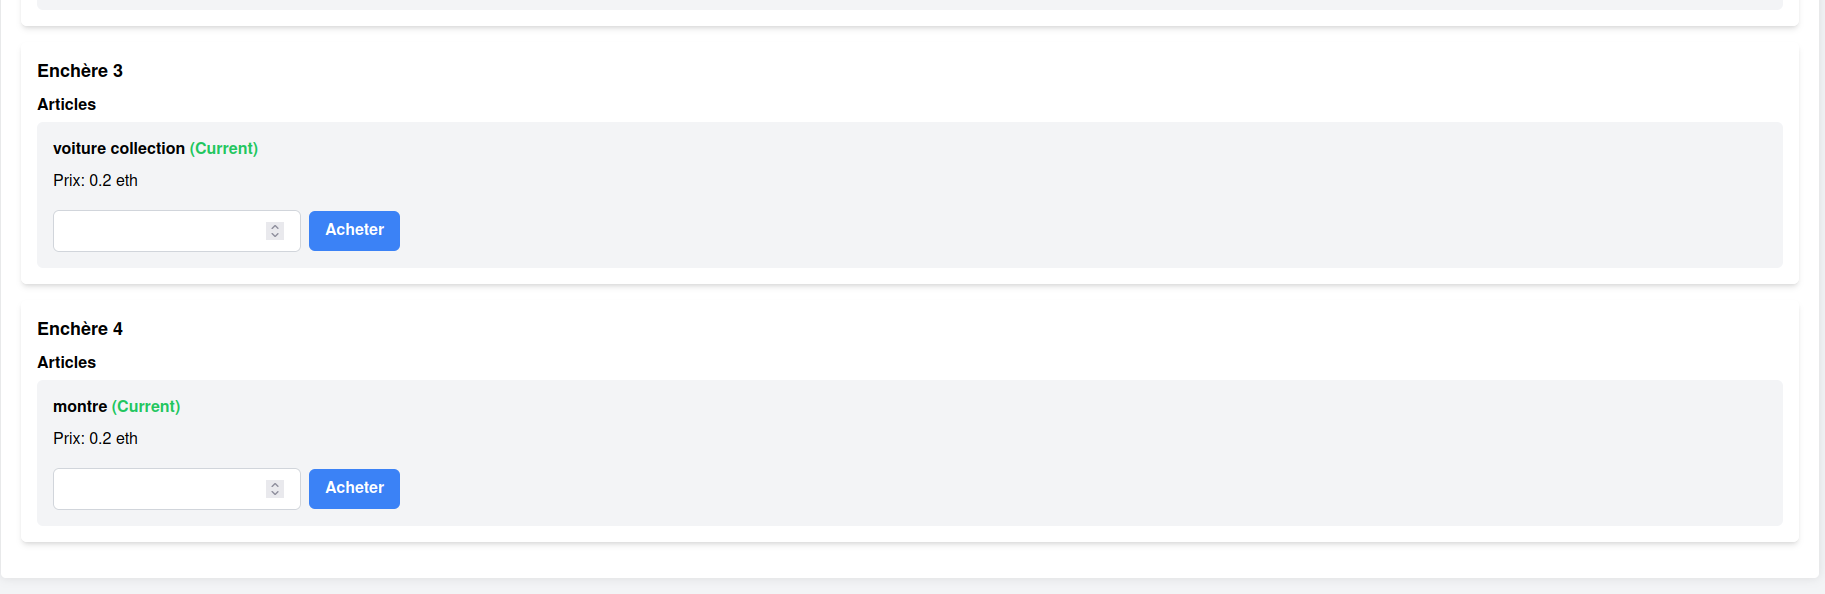 Enchère 3
Articles
voiture collection (Current)
Prix: 0.2 eth
Acheter
Enchère 4
Articles
montre (Current)
Prix: 0.2 eth
Acheter